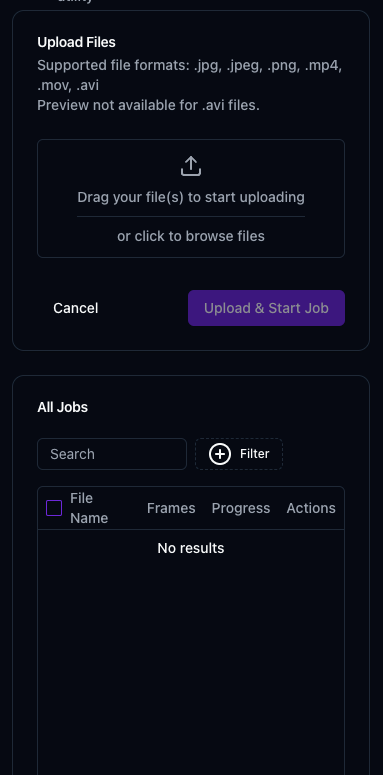 utility
Upload Files
Supported file formats: .jpg, .jpeg, .png, .mp4,
.mov, .avi
Preview not available for .avi files.
Drag your file(s) to start uploading
or click to browse files
Cancel
Upload & Start Job
All Jobs
Search
Filter
File
Name
Frames
Progress
Actions
No results